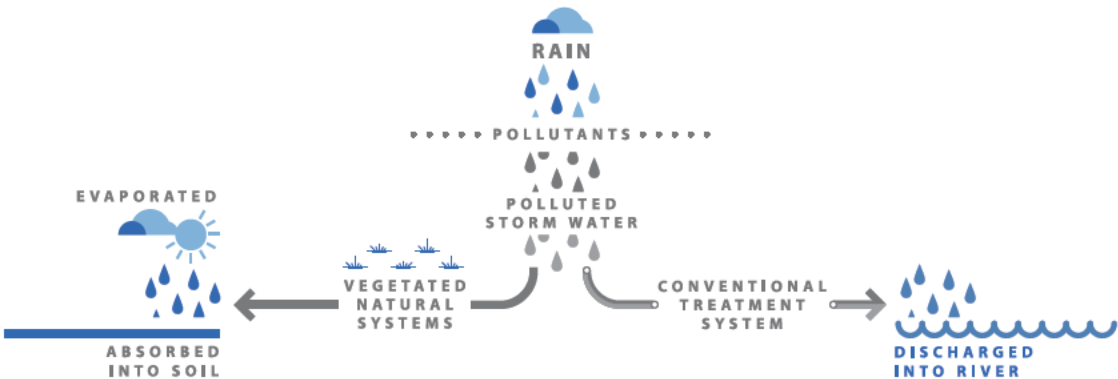 RAIN
POLLUTANTS
POLLUTED
STORM WATER
EVAPORATED
VEGETATED
NATURAL
SYSTEMS
CONVENTIONAL
TREATMENT
SYSTEM
ABSORBED
INTO SOIL
DISCHARGED
INTO RIVER